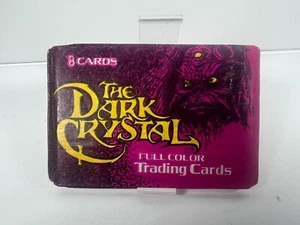 8 CARDS
THE
DARK
CRYSTAL
FULL COLOR
Trading Cards